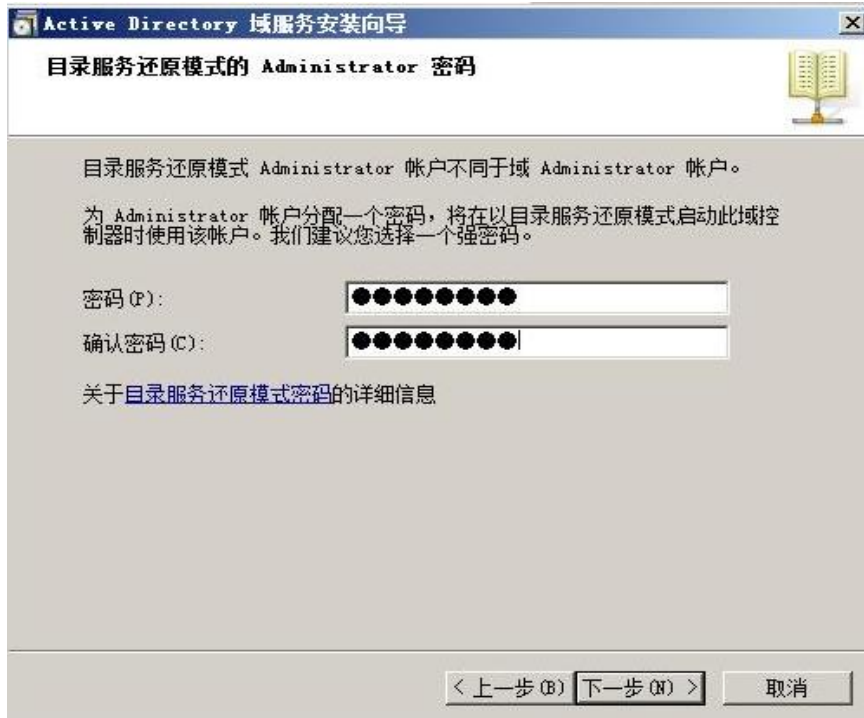 Active Directory 域服务安装向导
目录服务还原模式的 Administrator 密码
目录服务还原模式 Administrator 帐户不同于域 Administrator 帐户。
为 Administrator 帐户分配一个密码，将在以目录服务还原模式启动此域控
制器时使用该帐户。我们建议您选择一个强密码。
密码(P):
●●●●●●●●
确认密码(C):
●●●●●●●●
关于目录服务还原模式密码的详细信息
< 上一步(B) 下一步(N) > 取消